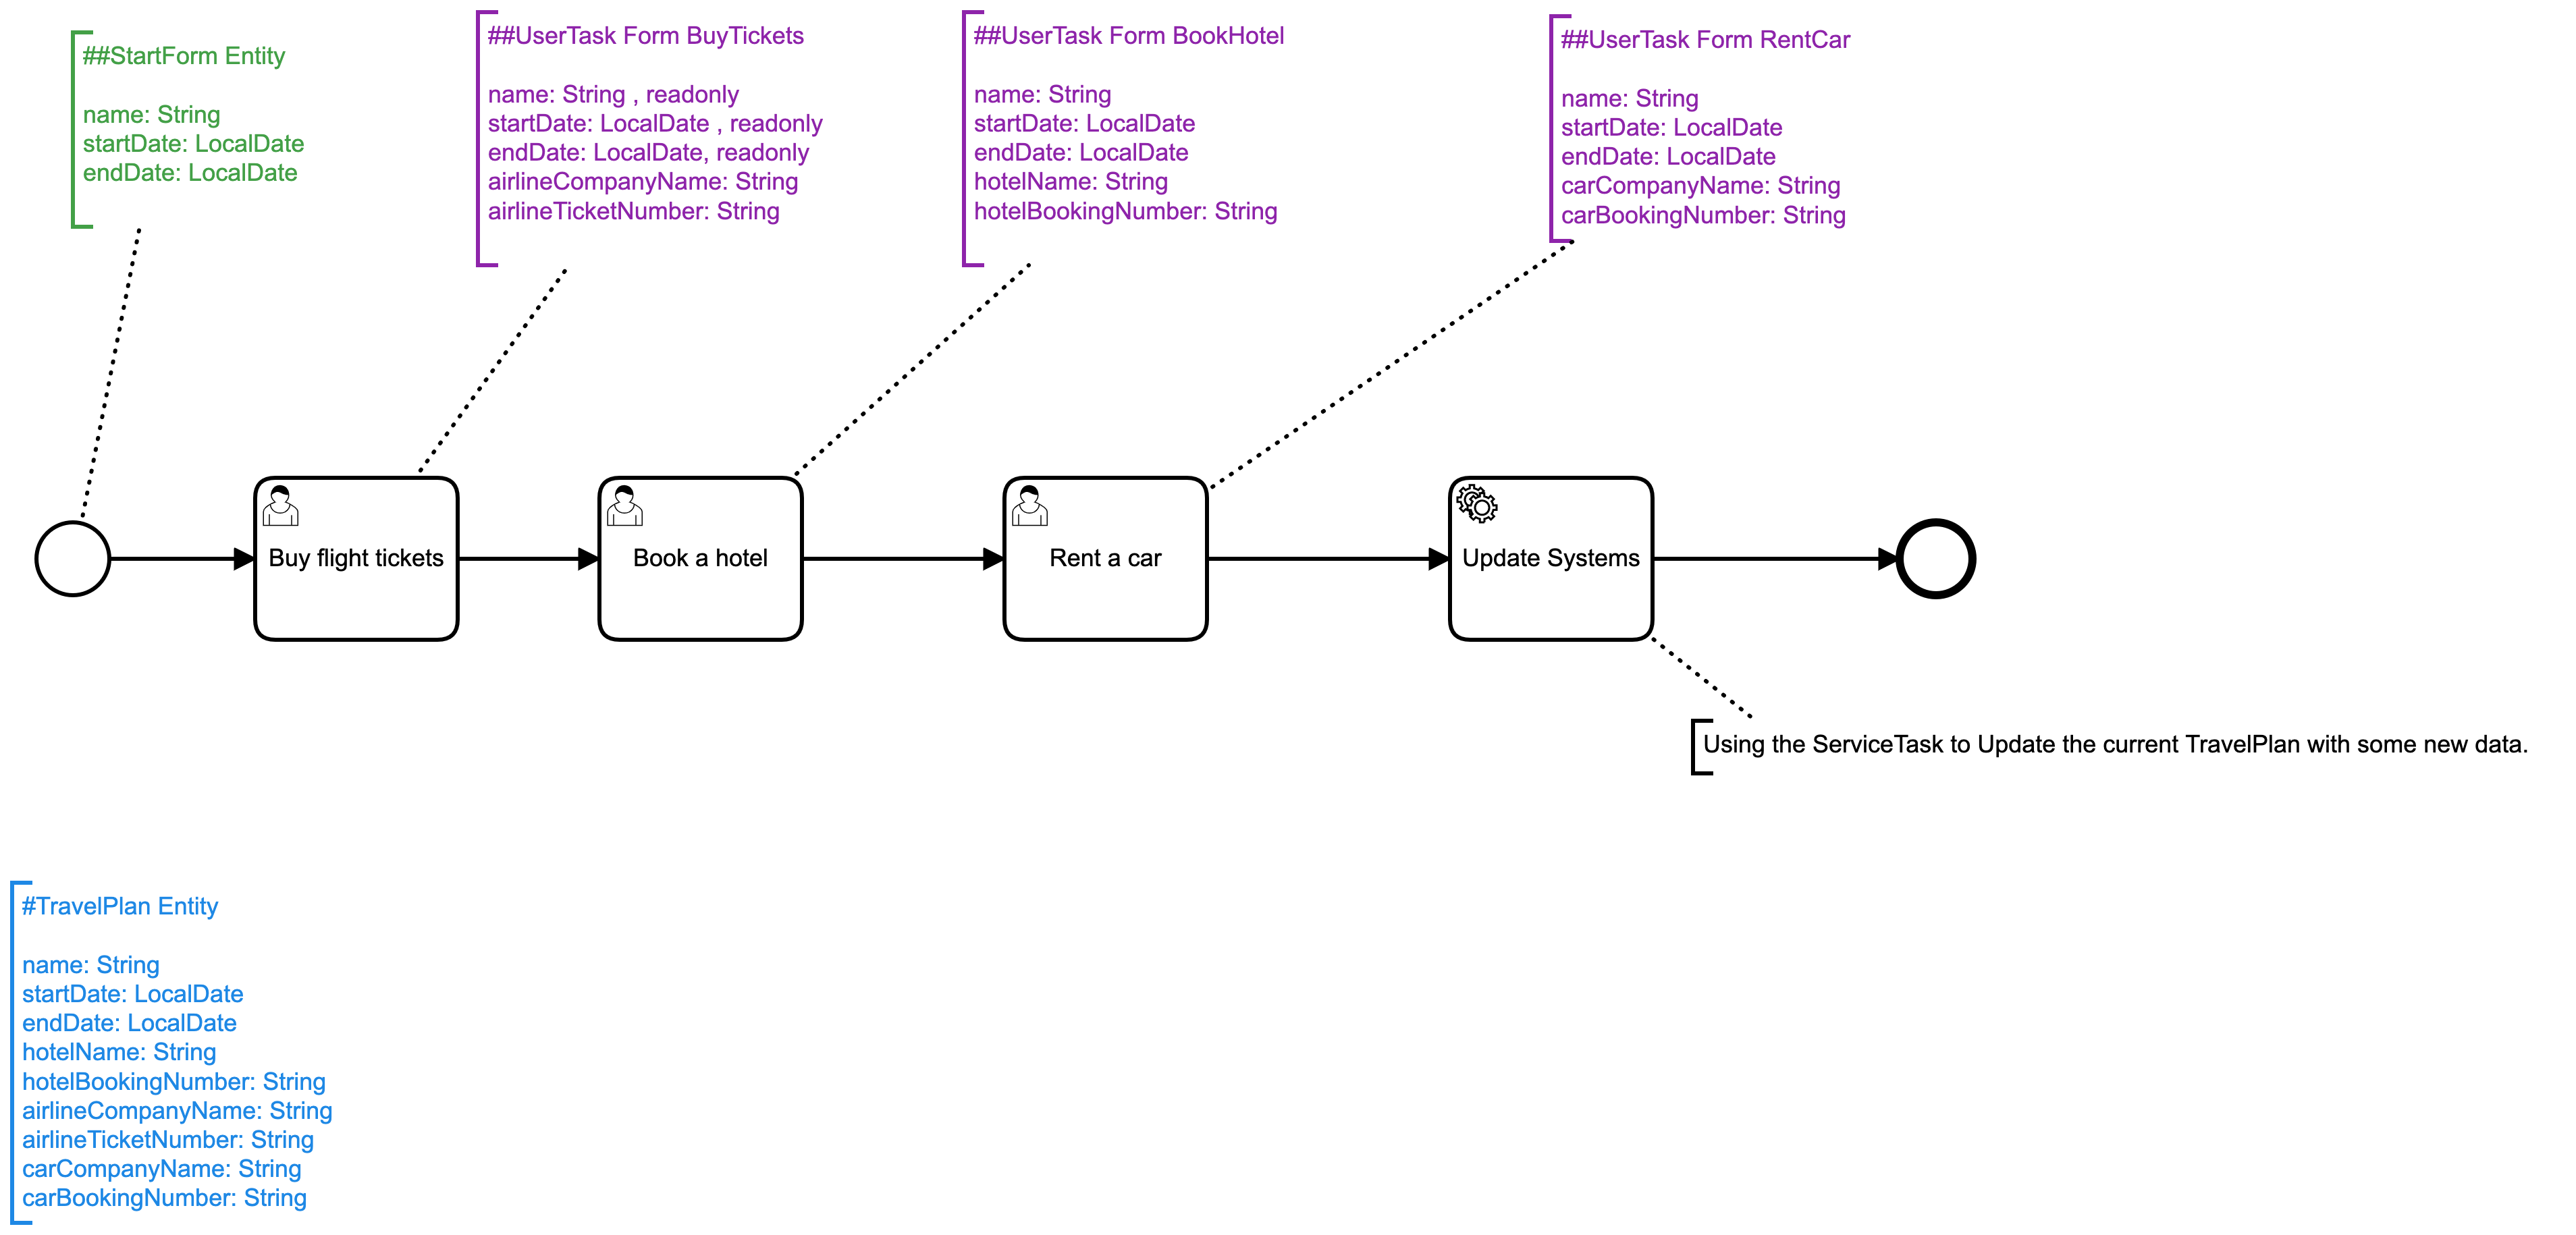 ##StartForm Entity
name: String
startDate: LocalDate
endDate: LocalDate
##UserTask Form BuyTickets
name: String , readonly
startDate: LocalDate , readonly
endDate: LocalDate, readonly
airlineCompanyName: String
airlineTicketNumber: String
##UserTask Form BookHotel
name: String
startDate: LocalDate
endDate: LocalDate
hotelName: String
hotelBookingNumber: String
##UserTask Form RentCar
name: String
startDate: LocalDate
endDate: LocalDate
carCompanyName: String
carBookingNumber: String
Buy flight tickets
Book a hotel
Rent a car
Update Systems
Using the ServiceTask to Update the current TravelPlan with some new data.
#TravelPlan Entity
name: String
startDate: LocalDate
endDate: LocalDate
hotelName: String
hotelBookingNumber: String
airlineCompanyName: String
airlineTicketNumber: String
carCompanyName: String
carBookingNumber: String